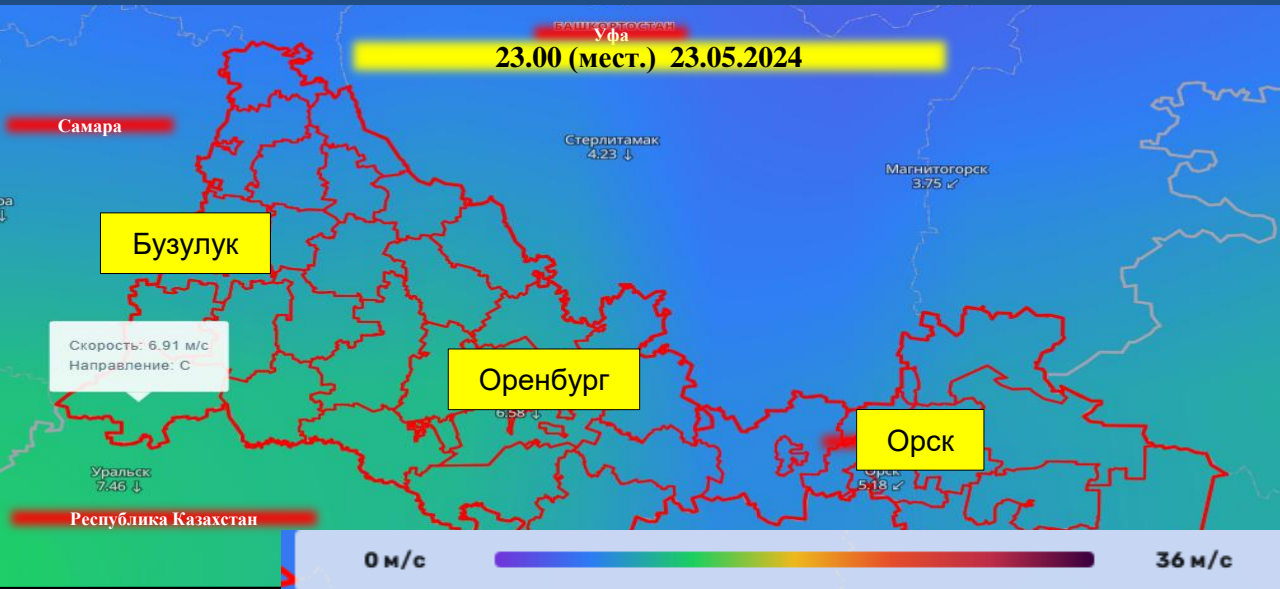 БАШКОРТОСТАН
Уфа
23.00 (мест.) 23.05.2024
Самара
Стерлитамак
4.23 ↓
Магнитогорск
3.75 ↙
ра
↓
Бузулук
Скорость: 6.91 м/с
Направление: С
Оренбург
6.58 ↓
Орск
Орск
5.18 ↙
Уральск
7.46 ↓
Республика Казахстан
0 м/с
36 м/с